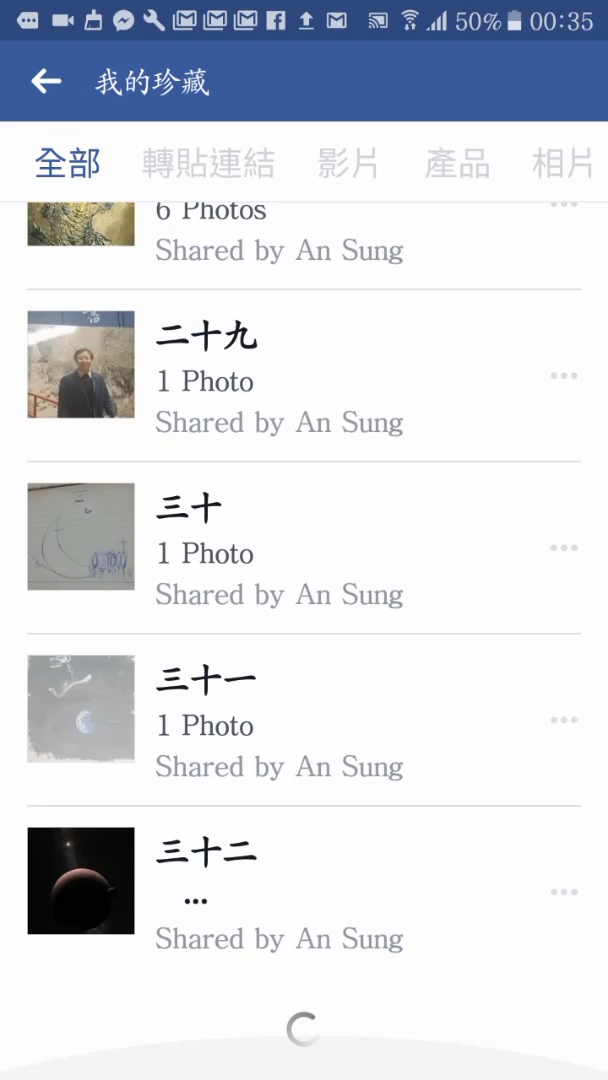 50% 00:35
我的珍藏
全部 轉貼連結 影片 產品 相片
6 Photos
Shared by An Sung
二十九
1 Photo
Shared by An Sung
三十
1 Photo
Shared by An Sung
三十一
1 Photo
Shared by An Sung
三十二
...
Shared by An Sung